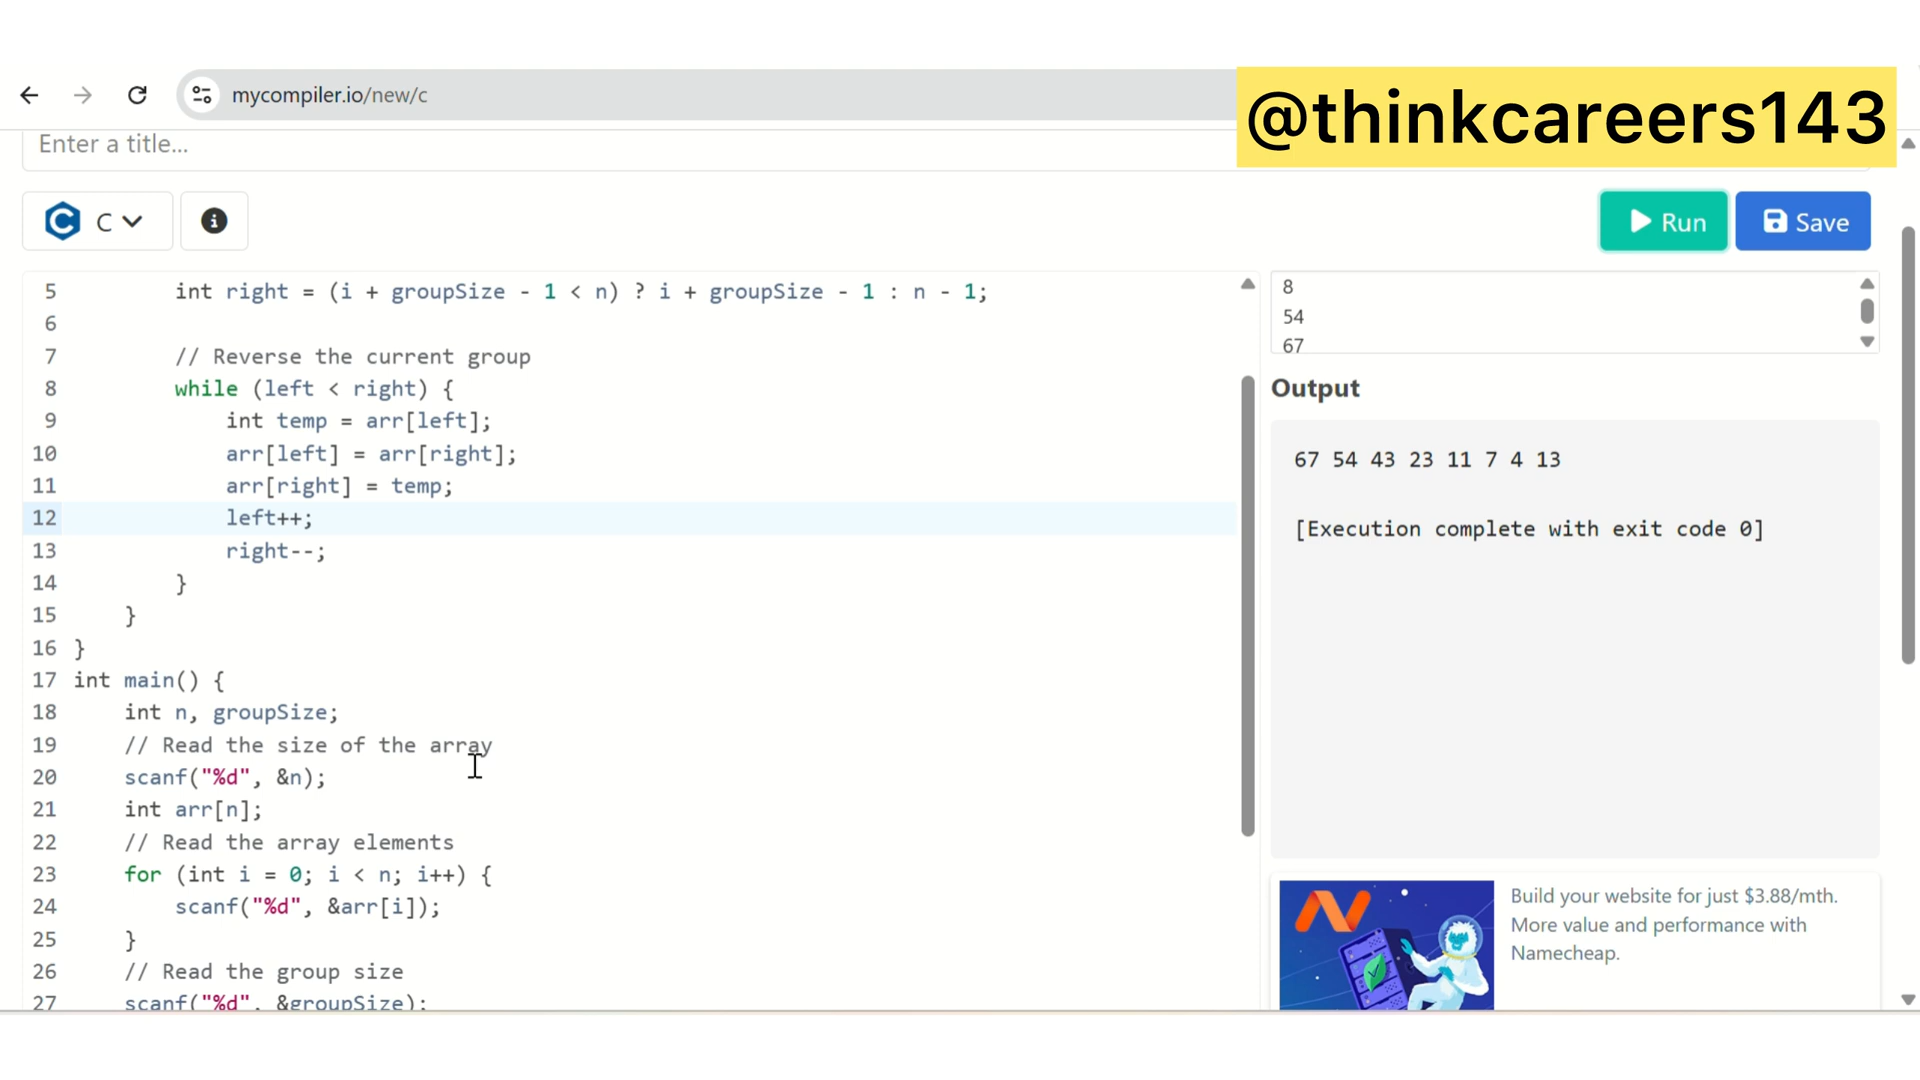 mycompiler.io/new/c
@thinkcareers143
Enter a title...
C
Run
Save
5 int right = (i + groupSize - 1 < n) ? i + groupSize - 1 : n - 1;
6
7 // Reverse the current group
8 while (left < right) {
9 int temp = arr[left];
10 arr[left] = arr[right];
11 arr[right] = temp;
12 left++;
13 right--;
14 }
15 }
16 }
17 int main() {
18 int n, groupSize;
19 // Read the size of the array
20 scanf("%d", &n);
21 int arr[n];
22 // Read the array elements
23 for (int i = 0; i < n; i++) {
24 scanf("%d", &arr[i]);
25 }
26 // Read the group size
27 scanf("%d", &groupSize);
8
54
67
Output
67 54 43 23 11 7 4 13
[Execution complete with exit code 0]
Build your website for just $3.88/mth.
More value and performance with
Namecheap.